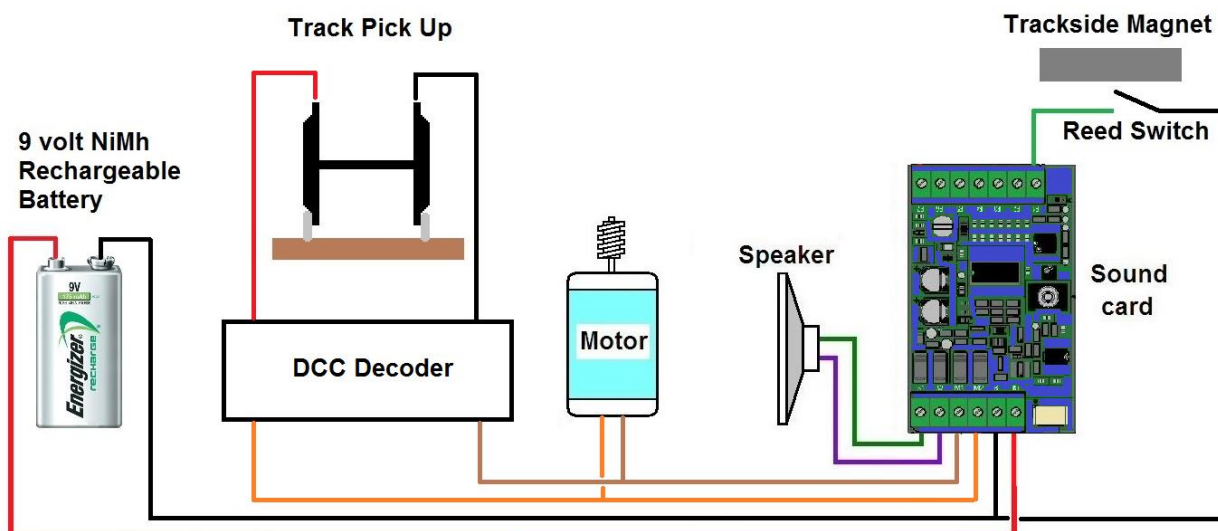 Track Pick Up
Trackside Magnet
9 volt NiMh
Rechargeable
Battery
Reed Switch
9V
Energizer
RECHARGE
DCC Decoder
Motor
Speaker
Sound
card